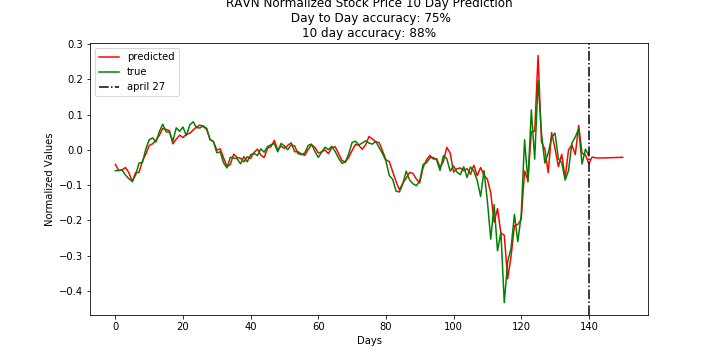 RAVN Normalized Stock Price 10 Day Prediction
Day to Day accuracy: 75%
10 day accuracy: 88%
predicted
true
april 27
Normalized Values
0.3
0.2
0.1
0.0
−0.1
−0.2
−0.3
−0.4
0 20 40 60 80 100 120 140
Days